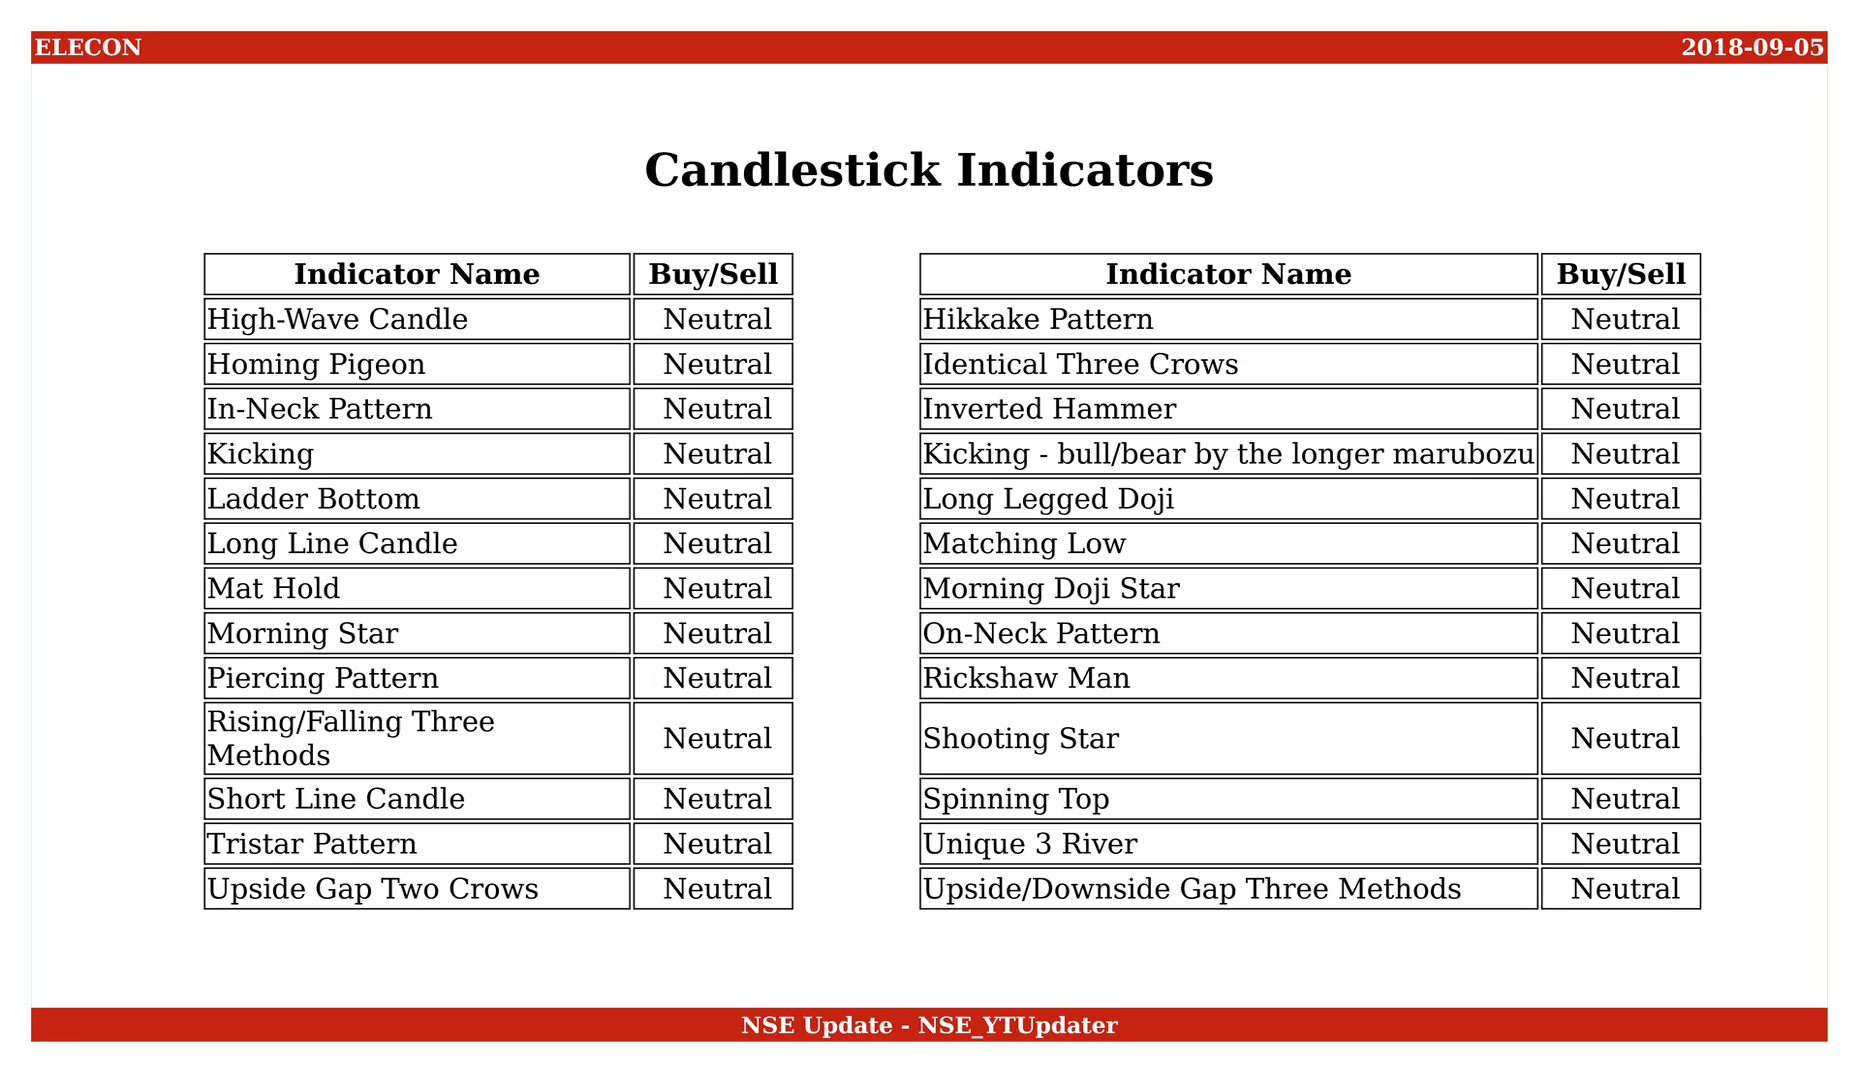 ELECON 2018-09-05
Candlestick Indicators
Indicator Name Buy/Sell
High-Wave Candle Neutral
Homing Pigeon Neutral
In-Neck Pattern Neutral
Kicking Neutral
Ladder Bottom Neutral
Long Line Candle Neutral
Mat Hold Neutral
Morning Star Neutral
Piercing Pattern Neutral
Rising/Falling Three
Methods Neutral
Short Line Candle Neutral
Tristar Pattern Neutral
Upside Gap Two Crows Neutral
Indicator Name Buy/Sell
Hikkake Pattern Neutral
Identical Three Crows Neutral
Inverted Hammer Neutral
Kicking - bull/bear by the longer marubozu Neutral
Long Legged Doji Neutral
Matching Low Neutral
Morning Doji Star Neutral
On-Neck Pattern Neutral
Rickshaw Man Neutral
Shooting Star Neutral
Spinning Top Neutral
Unique 3 River Neutral
Upside/Downside Gap Three Methods Neutral
NSE Update - NSE_YTUpdater